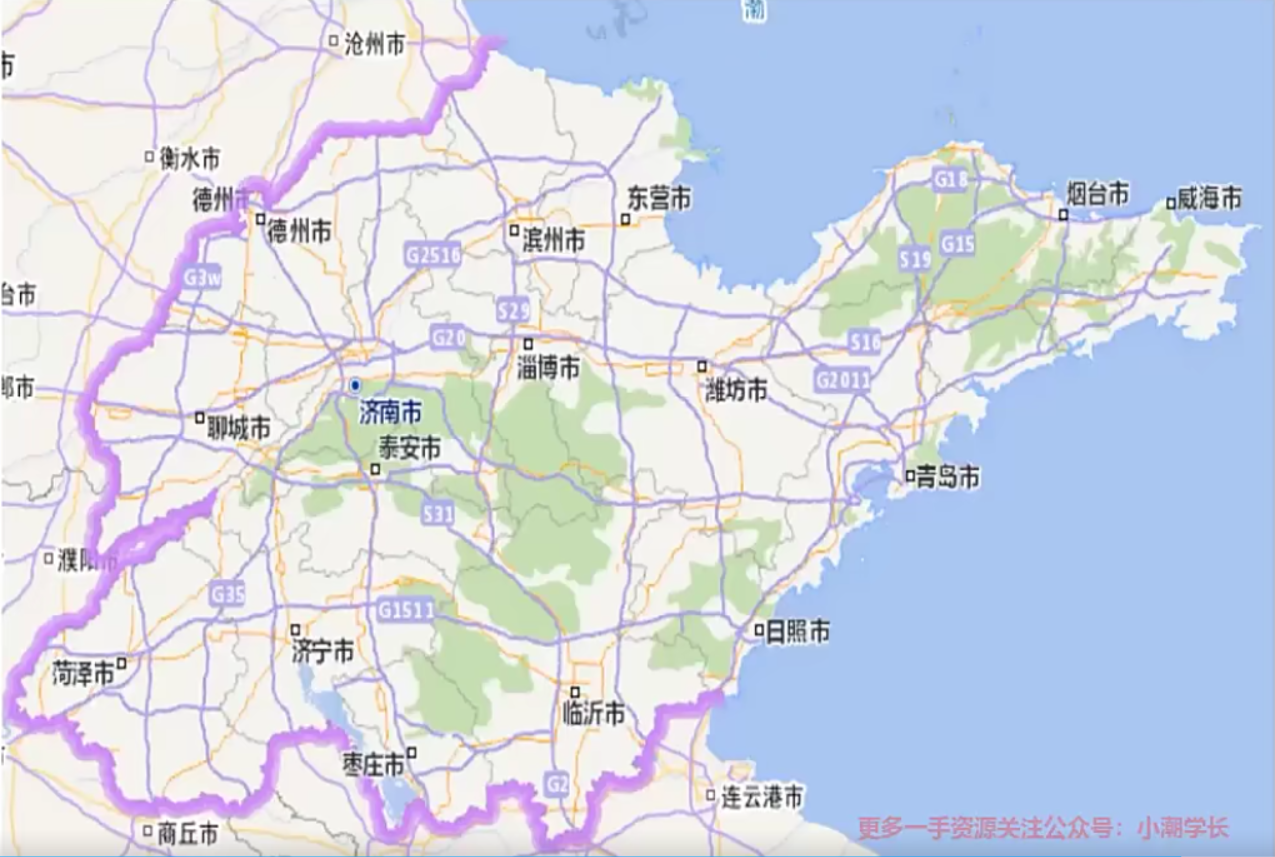 渤
沧州市
市
衡水市
德州市
德州市
东营市
滨州市
烟台市
威海市
G18
G15
S19
G2516
G3w
台市
S29
G20
淄博市
S16
G2011
潍坊市
济南市
聊城市
泰安市
青岛市
S31
濮阳市
G35
G1511
济宁市
日照市
菏泽市
临沂市
枣庄市
G2
连云港市
商丘市
更多一手资源关注公众号：小潮学长